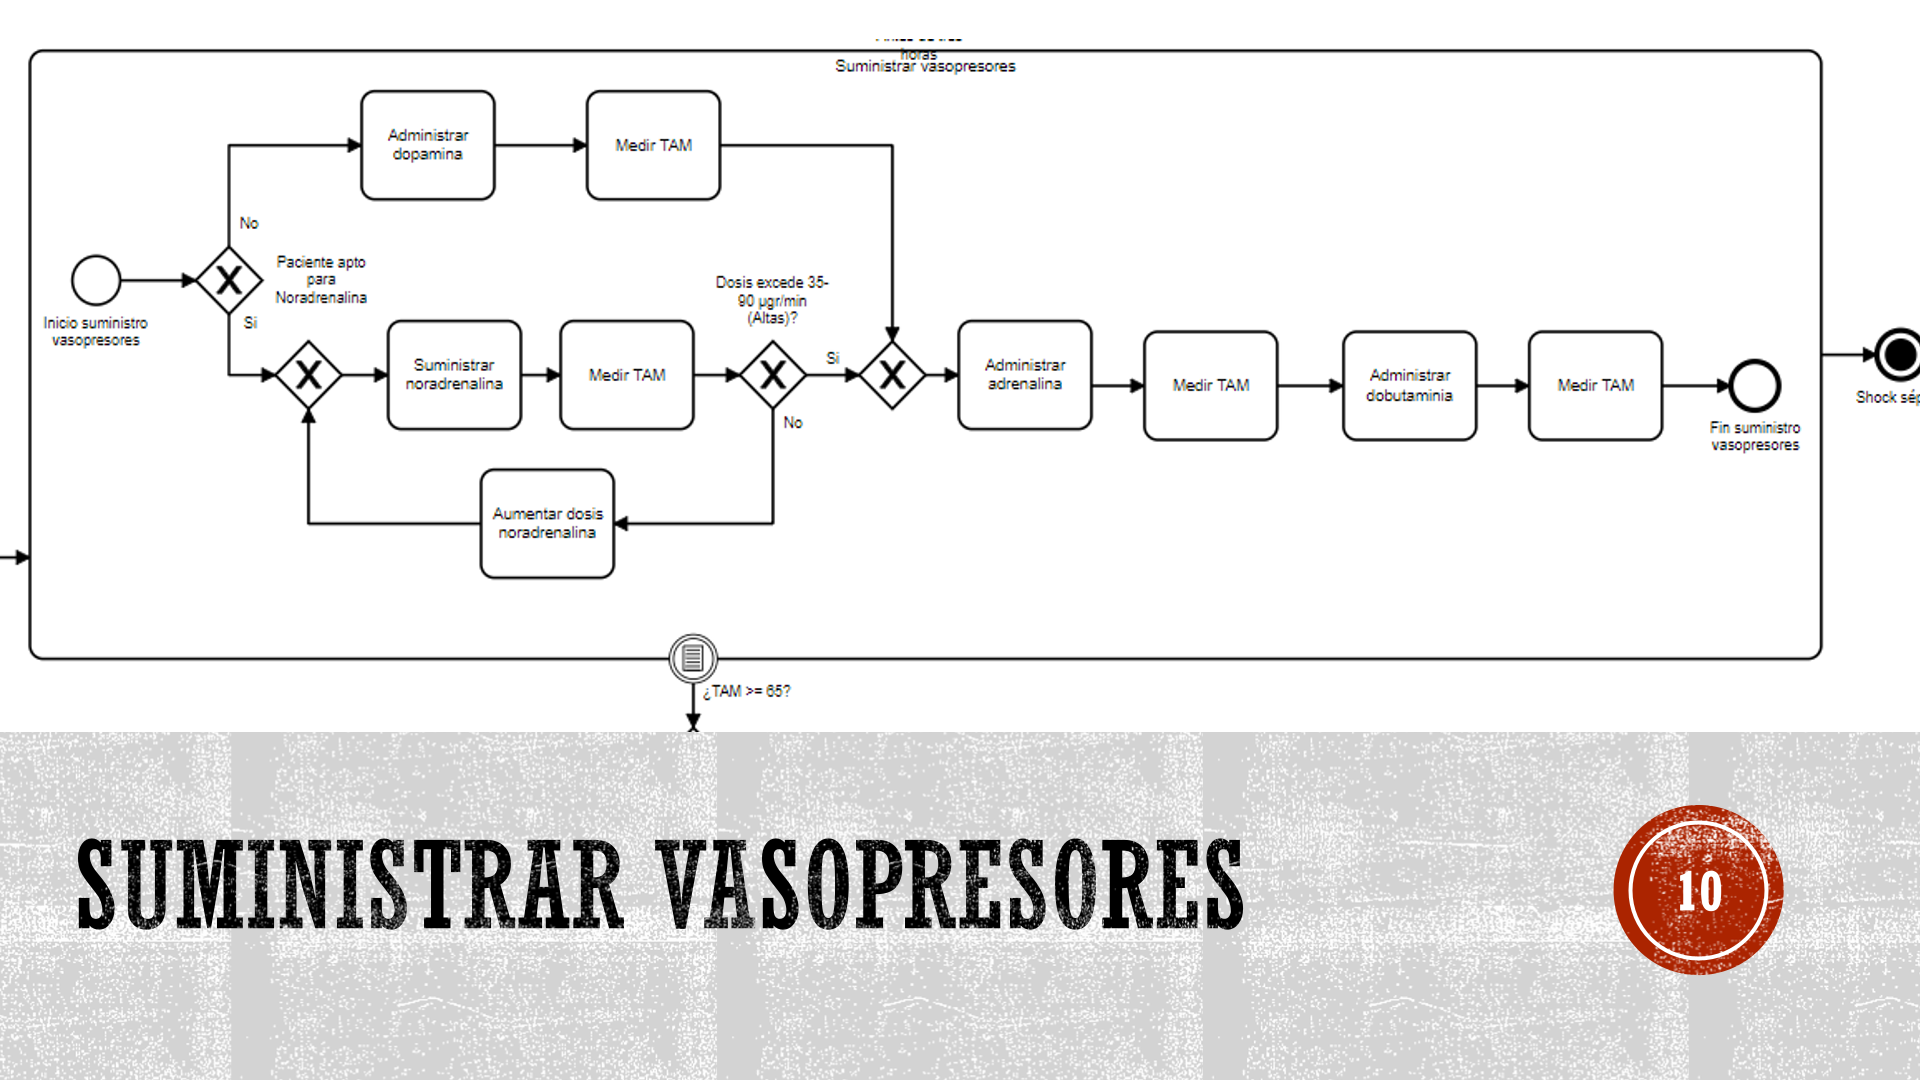 horas
Suministrar vasopresores
Administrar
dopamina
Medir TAM
No
Paciente apto
para
Noradrenalina
Si
Inicio suministro
vasopresores
Dosis excede 35-
90 µgr/min
(Altas)?
Suministrar
noradrenalina
Medir TAM
Si
No
Administrar
adrenalina
Medir TAM
Administrar
dobutaminia
Medir TAM
Fin suministro
vasopresores
Shock sép
Aumentar dosis
noradrenalina
¿TAM >= 65?
SUMINISTRAR VASOPRESORES
10